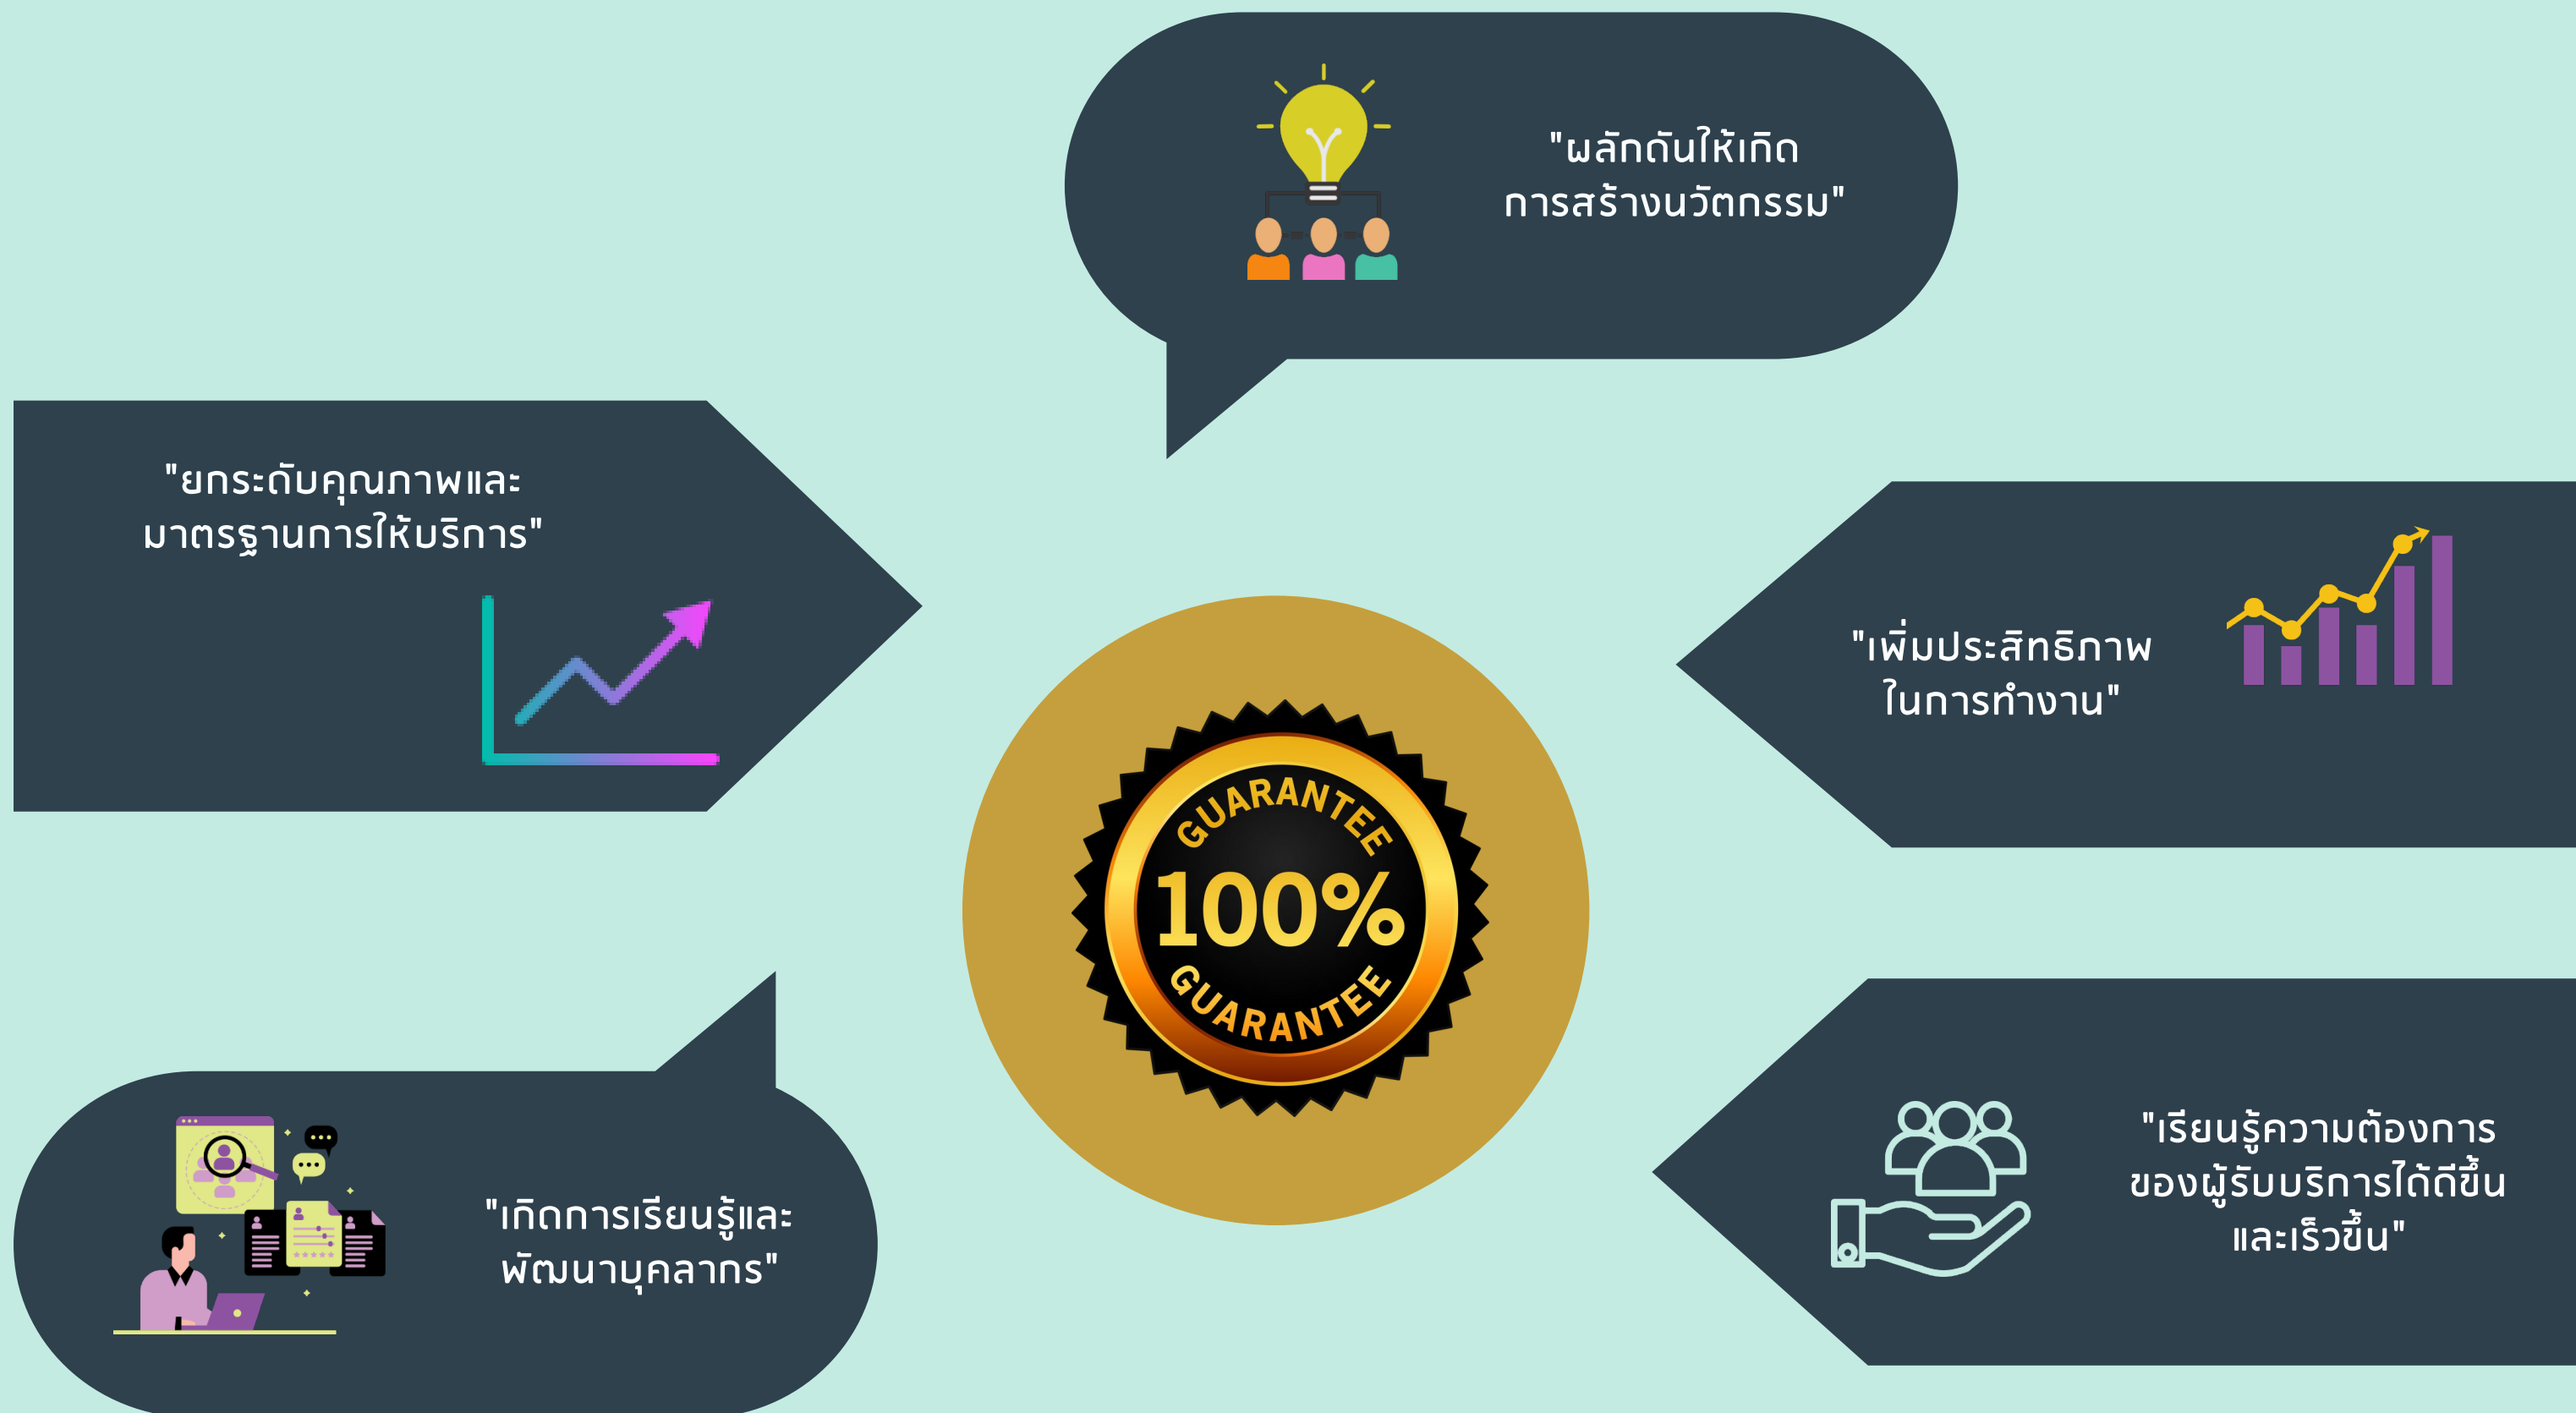 "ผลักดันให้เกิด
การสร้างนวัตกรรม"
"ยกระดับคุณภาพและ
มาตรฐานการให้บริการ"
"เพิ่มประสิทธิภาพ
ในการทำงาน"
GUARANTEE
100%
GUARANTEE
"เกิดการเรียนรู้และ
พัฒนาบุคลากร"
"เรียนรู้ความต้องการ
ของผู้รับบริการได้ดีขึ้น
และเร็วขึ้น"